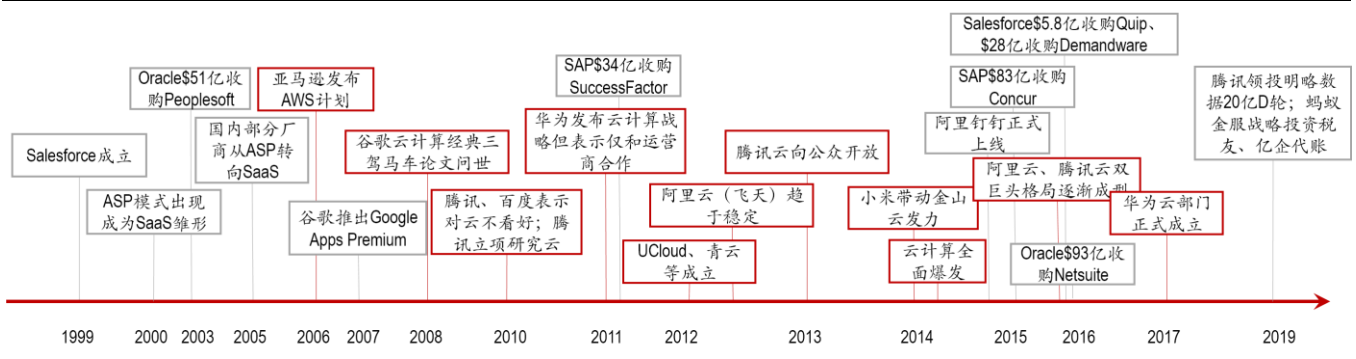 Salesforce成立
ASP模式出现
成为SaaS雏形
Oracle$51亿收
购Peoplesoft
国内部分厂
商从ASP转
向SaaS
亚马逊发布
AWS计划
谷歌推出Google
Apps Premium
谷歌云计算经典三
驾马车论文问世
腾讯、百度表示
对云不看好；腾
讯立项研究云
SAP$34亿收购
SuccessFactor
华为发布云计算战
略但表示仅和运营
商合作
UCloud、青云
等成立
阿里云（飞天）趋
于稳定
腾讯云向公众开放
小米带动金山
云发力
云计算全
面爆发
Salesforce$5.8亿收购Quip、
$28亿收购Demandware
SAP$83亿收购
Concur
阿里钉钉正式
上线
阿里云、腾讯云双
巨头格局逐渐成型
Oracle$93亿收
购Netsuite
华为云部门
正式成立
腾讯领投明略数
据20亿D轮；蚂蚁
金服战略投资税
友、亿企代账
1999 2000 2003 2005 2006 2007 2008 2010 2011 2012 2013 2014 2015 2016 2017 2019